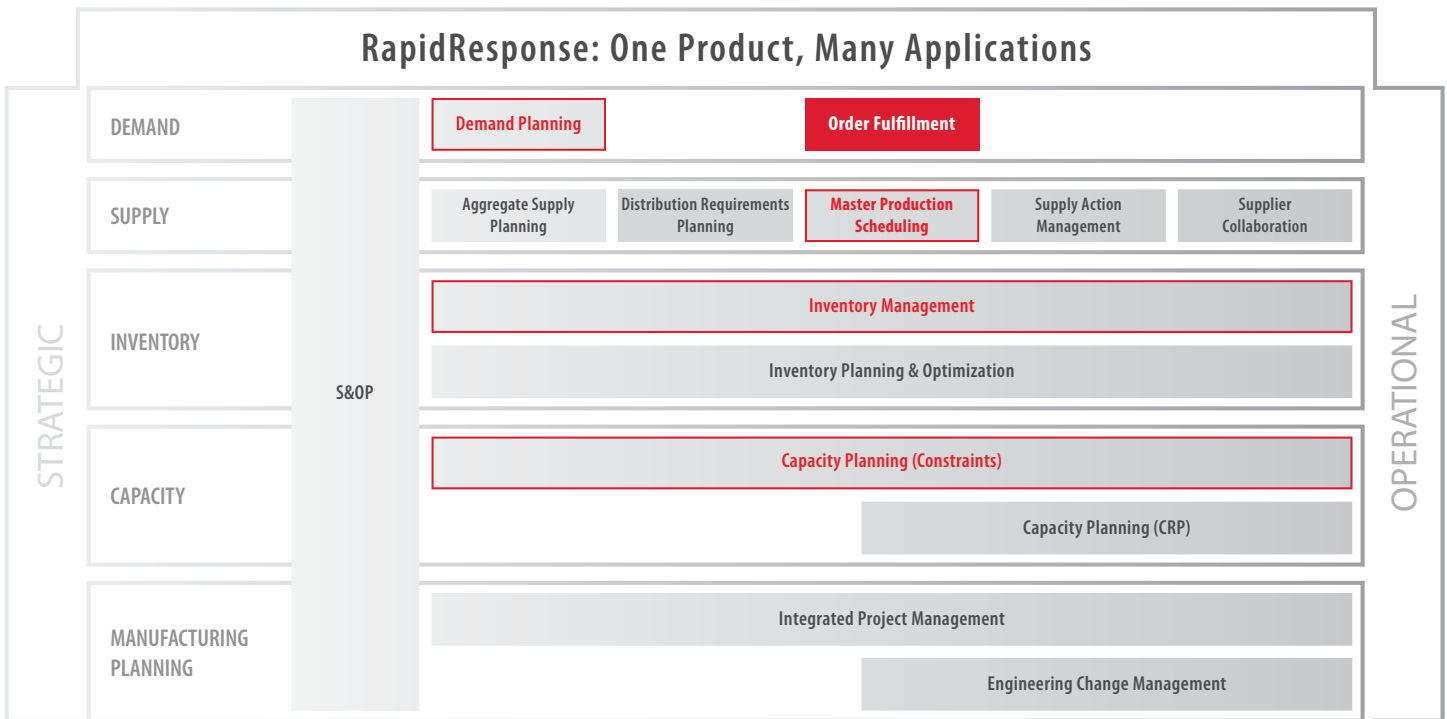 RapidResponse: One Product, Many Applications
STRATEGIC
OPERATIONAL
S&OP
DEMAND
Demand Planning
Order Fulfillment
SUPPLY
Aggregate Supply
Planning
Distribution Requirements
Planning
Master Production
Scheduling
Supply Action
Management
Supplier
Collaboration
INVENTORY
Inventory Management
Inventory Planning & Optimization
CAPACITY
Capacity Planning (Constraints)
Capacity Planning (CRP)
MANUFACTURING
PLANNING
Integrated Project Management
Engineering Change Management